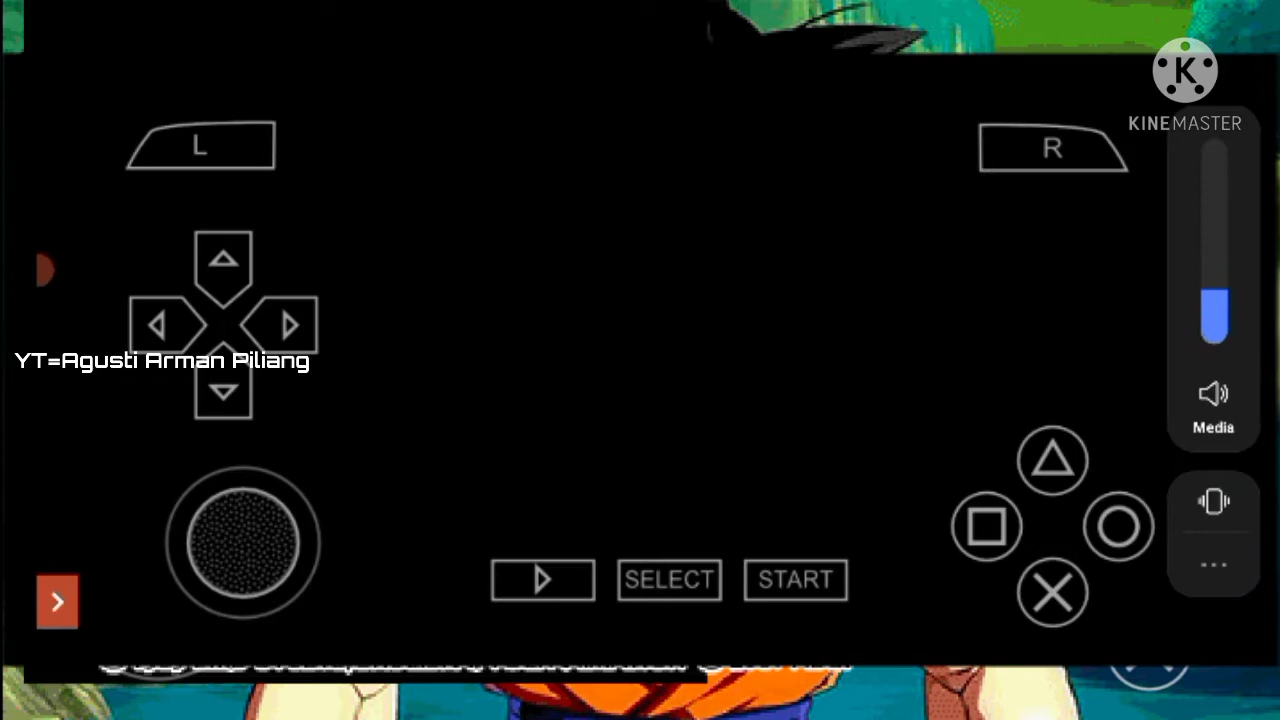 L
R
KINEMASTER
YT=Agusti Arman Piliang
Media
SELECT
START